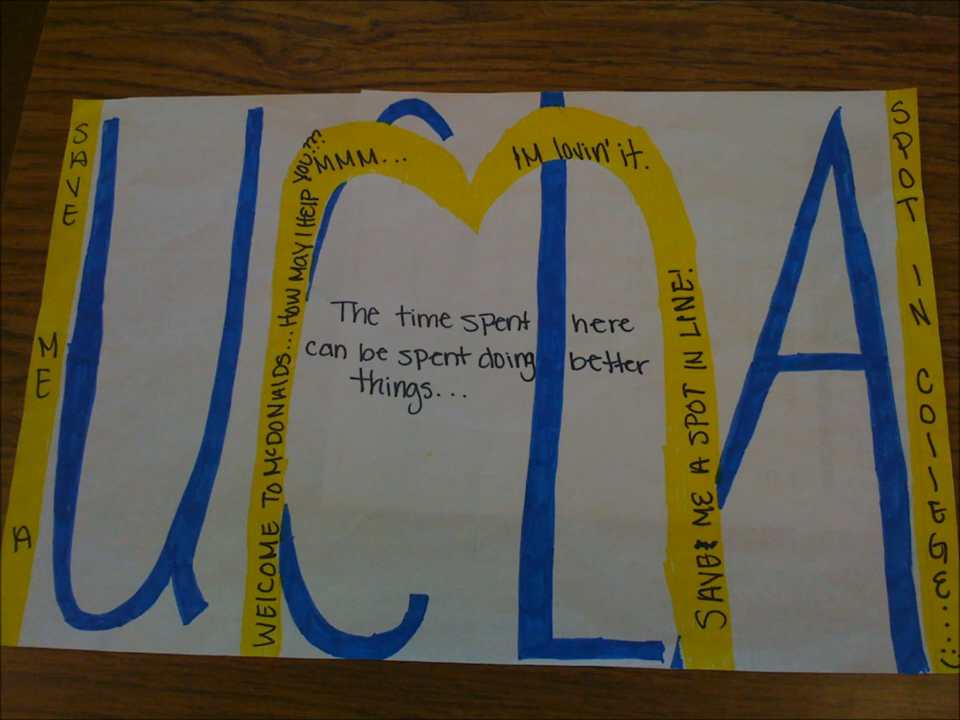 SAVE ME A
UCLA
WELCOME TO McDONAlDS...HOW MAY I HElP YOU???
MMM...
IM lovin' it.
The time spent here
can be spent doing better
things...
SAVE ME A SPOT IN LINE!
SPOT IN COllEGE...(: